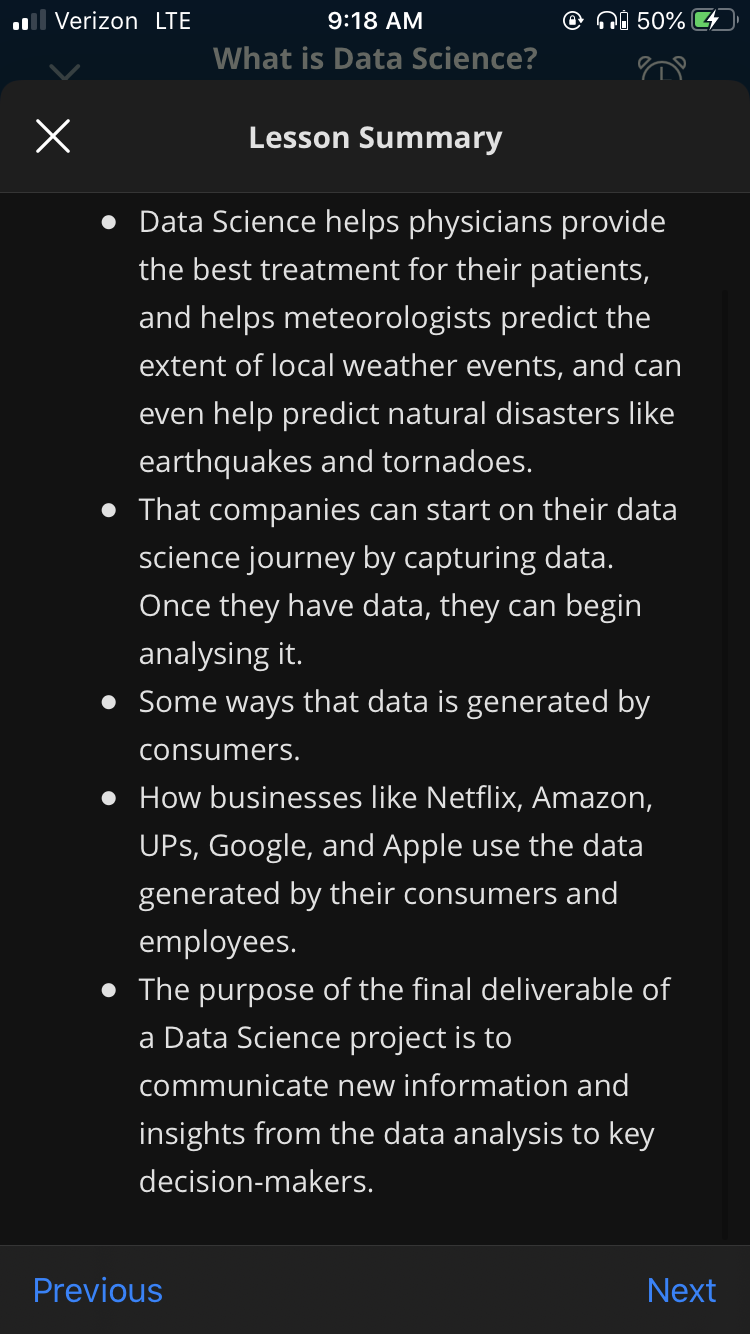 Verizon LTE 9:18 AM 50%
What is Data Science?
Lesson Summary
• Data Science helps physicians provide
the best treatment for their patients,
and helps meteorologists predict the
extent of local weather events, and can
even help predict natural disasters like
earthquakes and tornadoes.
• That companies can start on their data
science journey by capturing data.
Once they have data, they can begin
analysing it.
• Some ways that data is generated by
consumers.
• How businesses like Netflix, Amazon,
UPs, Google, and Apple use the data
generated by their consumers and
employees.
• The purpose of the final deliverable of
a Data Science project is to
communicate new information and
insights from the data analysis to key
decision-makers.
Previous Next